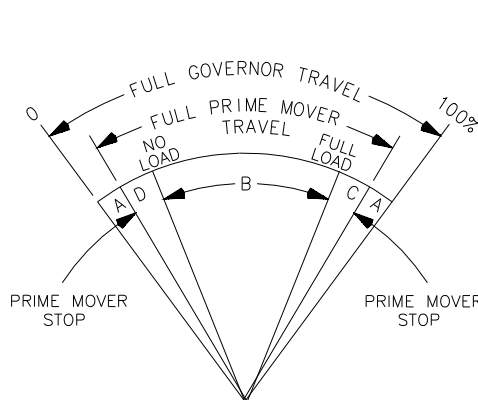 FULL GOVERNOR TRAVEL
0
100%
FULL PRIME MOVER
TRAVEL
NO
LOAD
FULL
LOAD
A
D
B
C
A
PRIME MOVER
STOP
PRIME MOVER
STOP